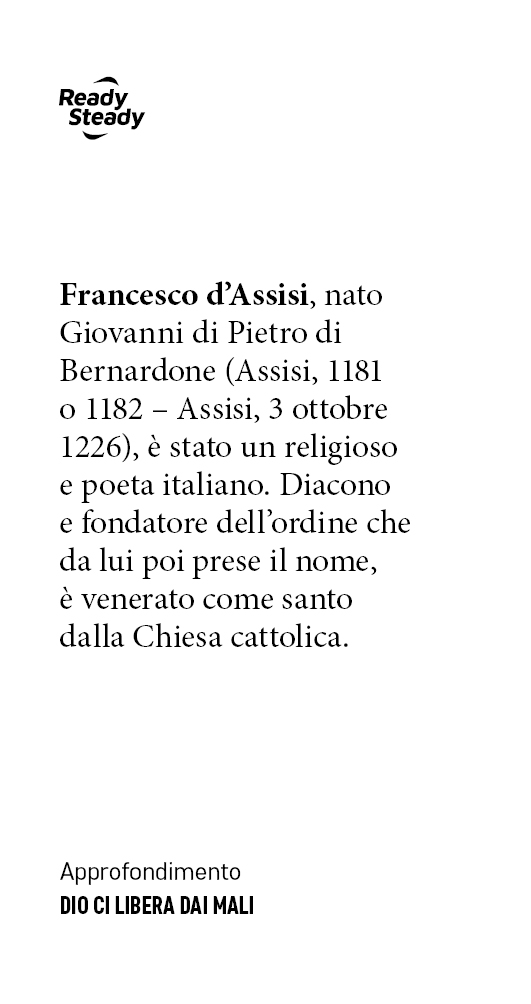 Ready
Steady
Francesco d’Assisi, nato
Giovanni di Pietro di
Bernardone (Assisi, 1181
o 1182 – Assisi, 3 ottobre
1226), è stato un religioso
e poeta italiano. Diacono
e fondatore dell’ordine che
da lui poi prese il nome,
è venerato come santo
dalla Chiesa cattolica.
Approfondimento
DIO CI LIBERA DAI MALI